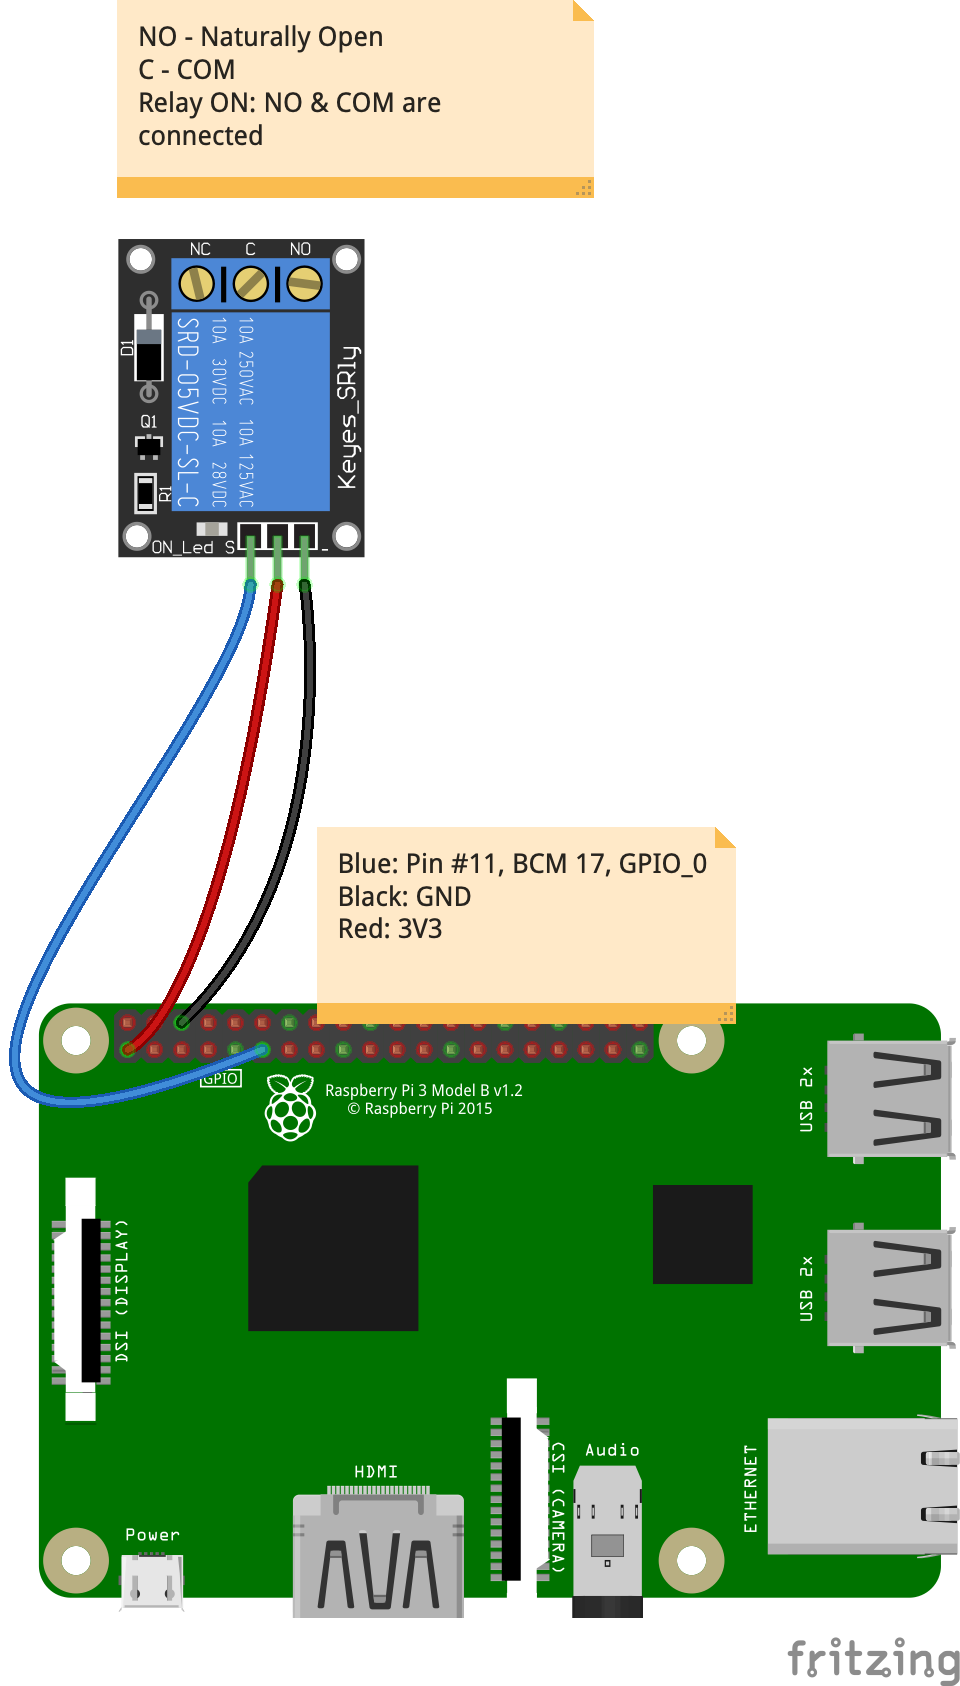 NO - Naturally Open
C - COM
Relay ON: NO & COM are
connected
NC C NO
D1
Q1
R1
SRD-05VDC-SL-C
10A 30VDC 10A 28VDC
10A 250VAC 10A 125VAC
Keyes_SRly
ON_Led S -
Blue: Pin #11, BCM 17, GPIO_0
Black: GND
Red: 3V3
GPIO
Raspberry Pi 3 Model B v1.2
© Raspberry Pi 2015
USB 2x
USB 2x
DSI (DISPLAY)
HDMI
CSI (CAMERA)
Audio
ETHERNET
Power
fritzing